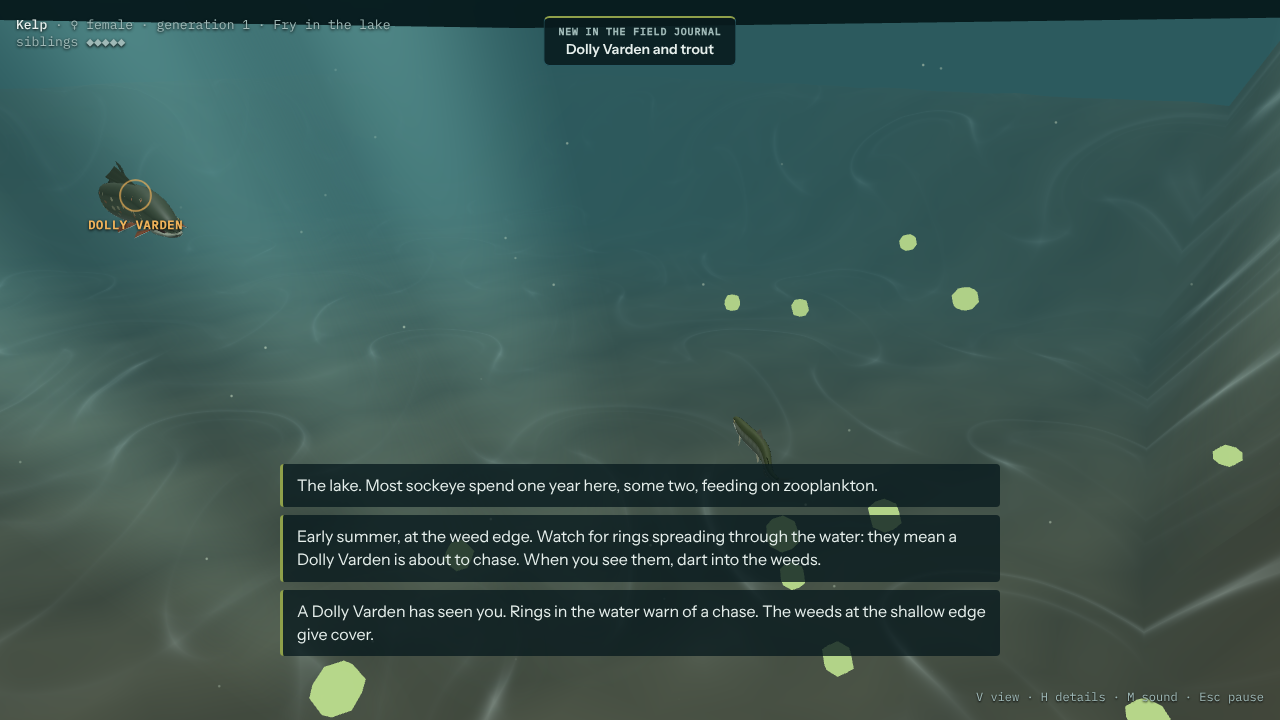 Kelp · ♀ female · generation 1 · Fry in the lake
siblings ◆◆◆◆◆
NEW IN THE FIELD JOURNAL
Dolly Varden and trout
DOLLY VARDEN
The lake. Most sockeye spend one year here, some two, feeding on zooplankton.
Early summer, at the weed edge. Watch for rings spreading through the water: they mean a
Dolly Varden is about to chase. When you see them, dart into the weeds.
A Dolly Varden has seen you. Rings in the water warn of a chase. The weeds at the shallow edge
give cover.
V view · H details · M sound · Esc pause